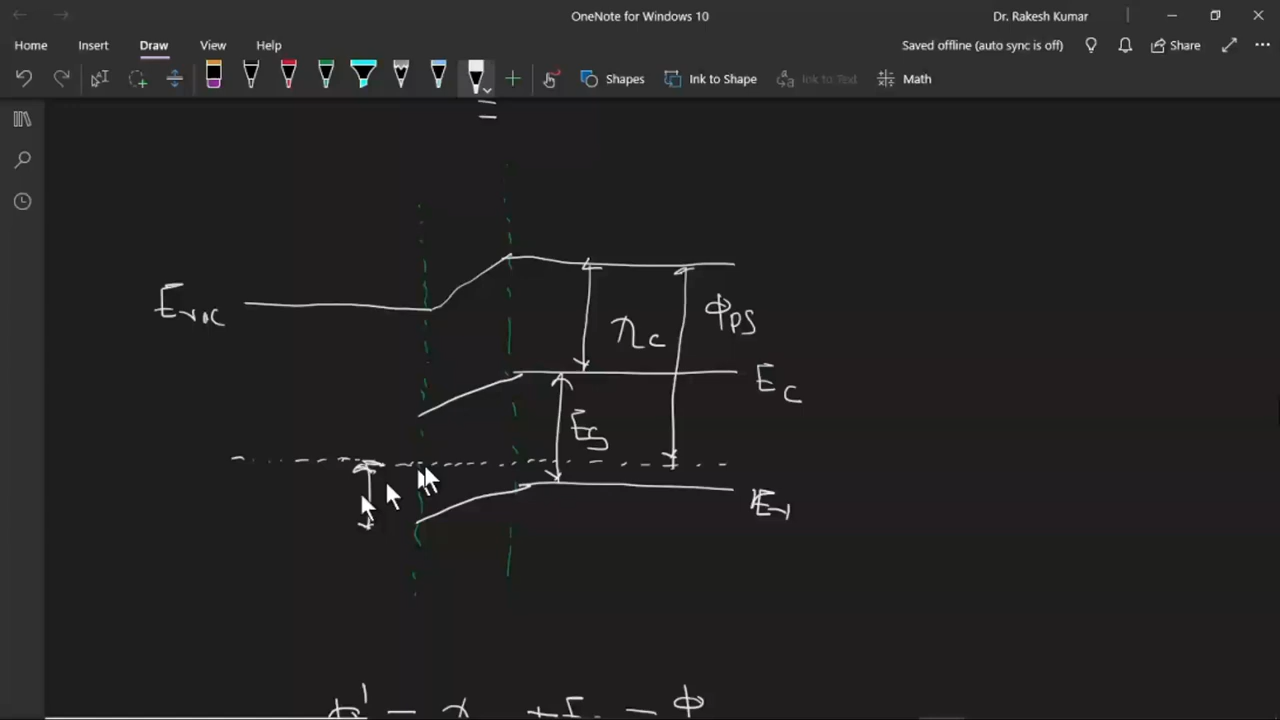 OneNote for Windows 10
Dr. Rakesh Kumar
Home Insert Draw View Help
Saved offline (auto sync is off)
Share
Shapes
Ink to Shape
Ink to Text
Math
=
Evac
ϕps
χc
Ec
Eg
Ev